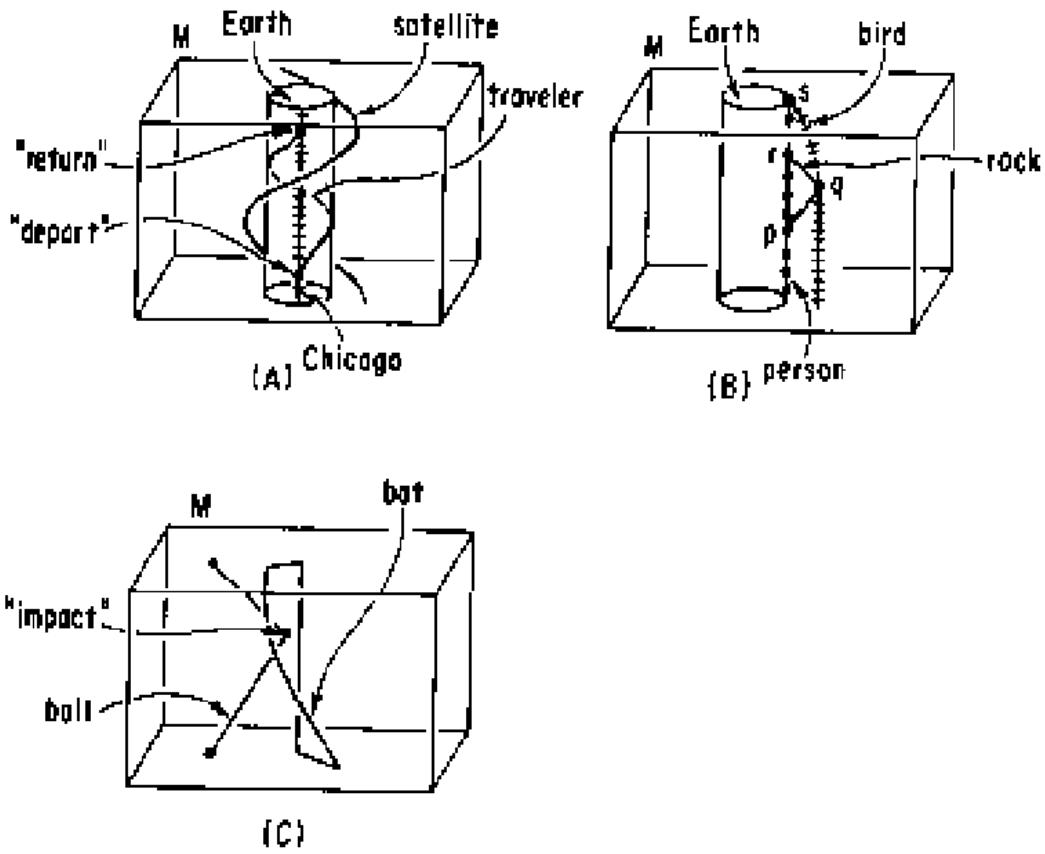 M
Earth
satellite
traveler
"return"
"depart"
Chicago
(A)
M
Earth
bird
s
r
rock
q
p
person
(B)
M
bat
"impact"
ball
(C)